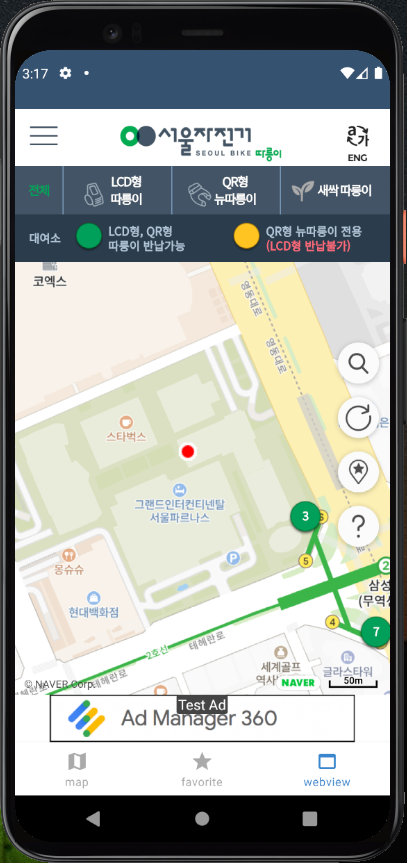 3:17
서울자전기
SEOUL BIKE 따릉이
ENG
전체
LCD형
따릉이
QR형
뉴따릉이
새싹 따릉이
대여소
LCD형, QR형
따릉이 반납가능
QR형 뉴따릉이 전용
(LCD형 반납불가)
코엑스
영동대로
영동대로
스타벅스
그랜드인터컨티넨탈
서울파르나스
3
6
5
P
몽슈슈
현대백화점
2
삼성
(무역선
4
7
2호선
테헤란로
세계골프
역사
글라스타워
테헤란로
© NAVER Corp.
NAVER
50m
Test Ad
Ad Manager 360
map
favorite
webview